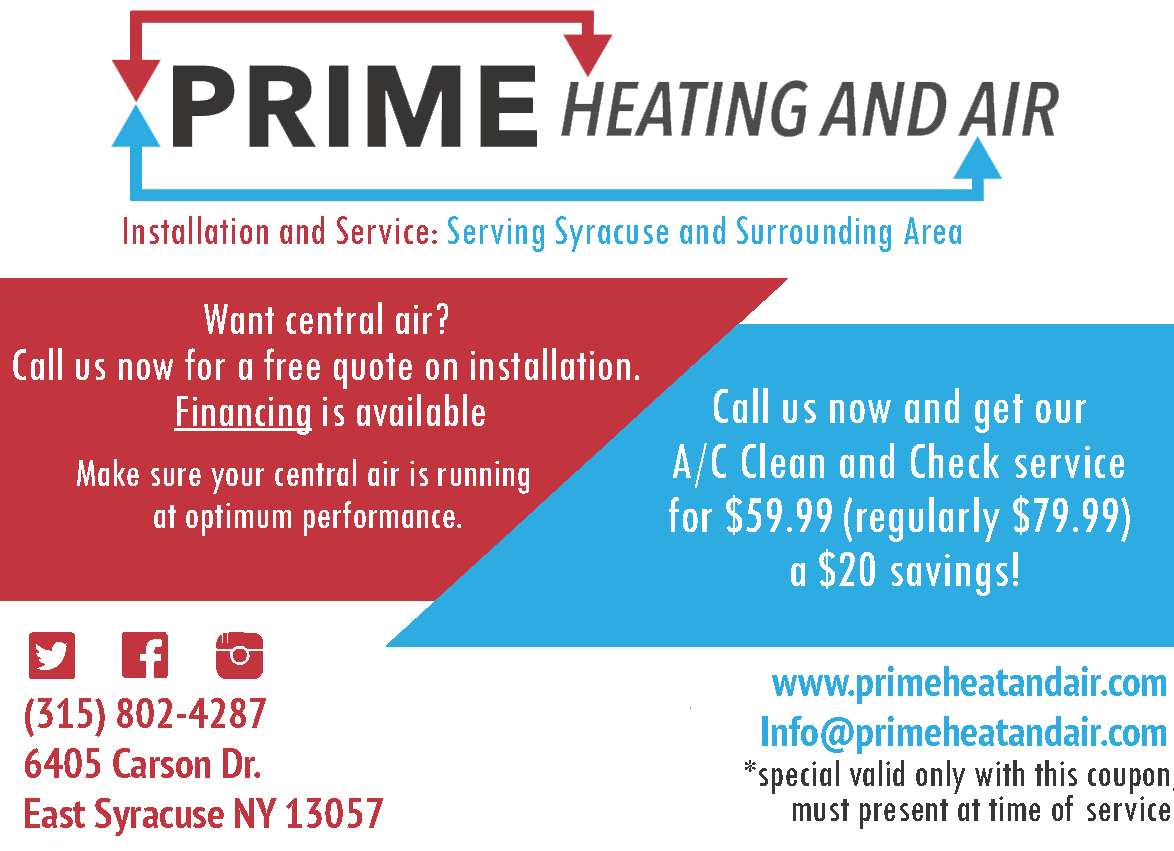 PRIME HEATING AND AIR
Installation and Service: Serving Syracuse and Surrounding Area
Want central air?
Call us now for a free quote on installation.
Financing is available
Make sure your central air is running
at optimum performance.
Call us now and get our
A/C Clean and Check service
for $59.99 (regularly $79.99)
a $20 savings!
(315) 802-4287
6405 Carson Dr.
East Syracuse NY 13057
www.primeheatandair.com
Info@primeheatandair.com
*special valid only with this coupon,
must present at time of service